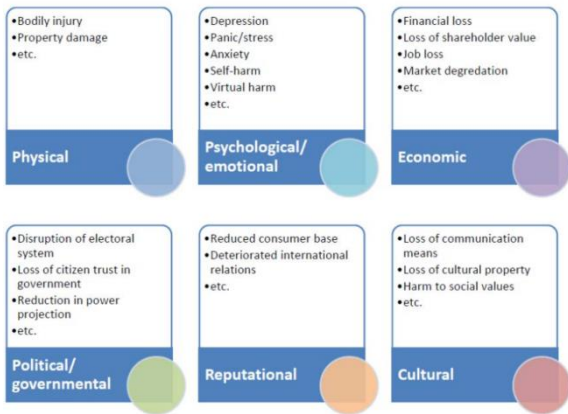 •Bodily injury
•Property damage
•etc.
Physical
•Depression
•Panic/stress
•Anxiety
•Self-harm
•Virtual harm
•etc.
Psychological/
emotional
•Financial loss
•Loss of shareholder value
•Job loss
•Market degredation
•etc.
Economic
•Disruption of electoral
system
•Loss of citizen trust in
government
•Reduction in power
projection
•etc.
Political/
governmental
•Reduced consumer base
•Deteriorated international
relations
•etc.
Reputational
•Loss of communication
means
•Loss of cultural property
•Harm to social values
•etc.
Cultural